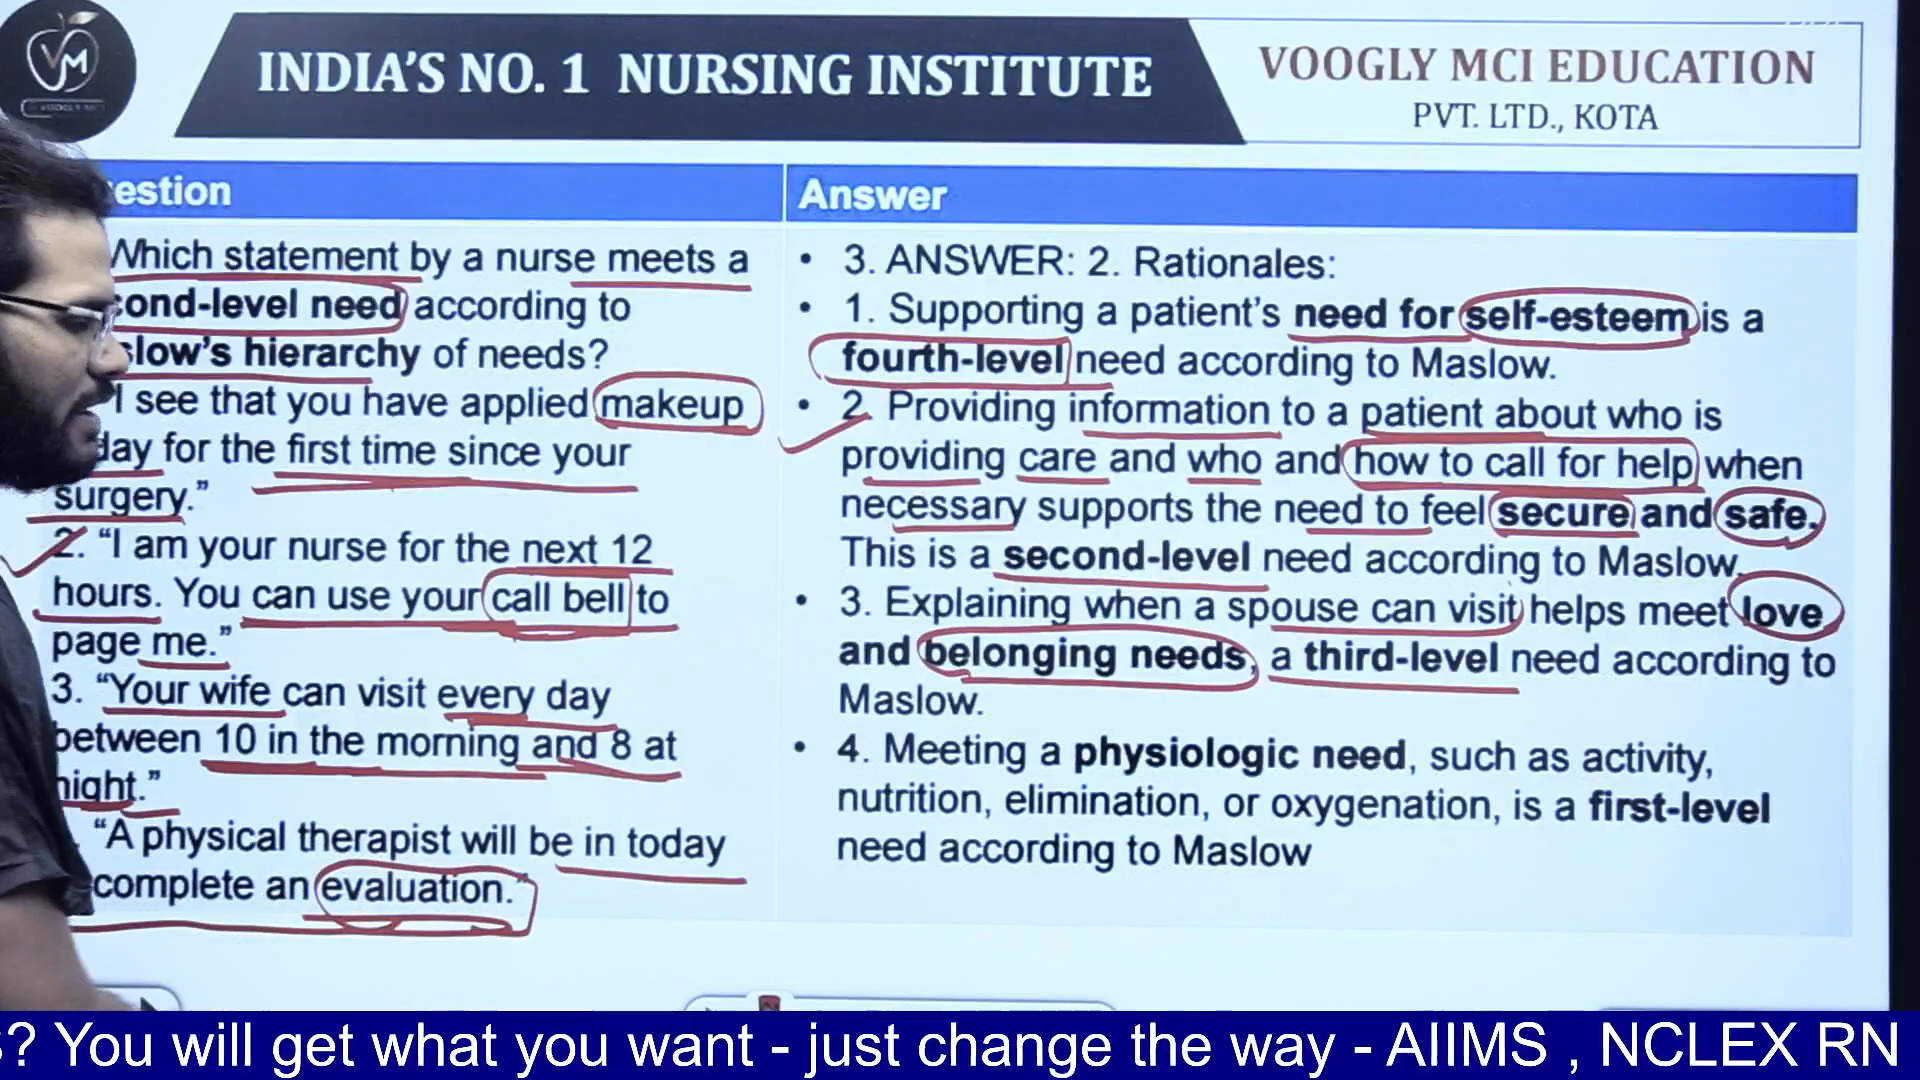 VM
INDIA'S NO. 1 NURSING INSTITUTE
VOOGLY MCI EDUCATION
PVT. LTD., KOTA
estion
Which statement by a nurse meets a
cond-level need according to
slow's hierarchy of needs?
I see that you have applied makeup
day for the first time since your
surgery."
2. "I am your nurse for the next 12
hours. You can use your call bell to
page me."
3. "Your wife can visit every day
between 10 in the morning and 8 at
night."
"A physical therapist will be in today
complete an evaluation."
Answer
• 3. ANSWER: 2. Rationales:
• 1. Supporting a patient's need for self-esteem is a
fourth-level need according to Maslow.
• 2. Providing information to a patient about who is
providing care and who and how to call for help when
necessary supports the need to feel secure and safe.
This is a second-level need according to Maslow.
• 3. Explaining when a spouse can visit helps meet love
and belonging needs, a third-level need according to
Maslow.
• 4. Meeting a physiologic need, such as activity,
nutrition, elimination, or oxygenation, is a first-level
need according to Maslow
? You will get what you want - just change the way - AIIMS , NCLEX RN